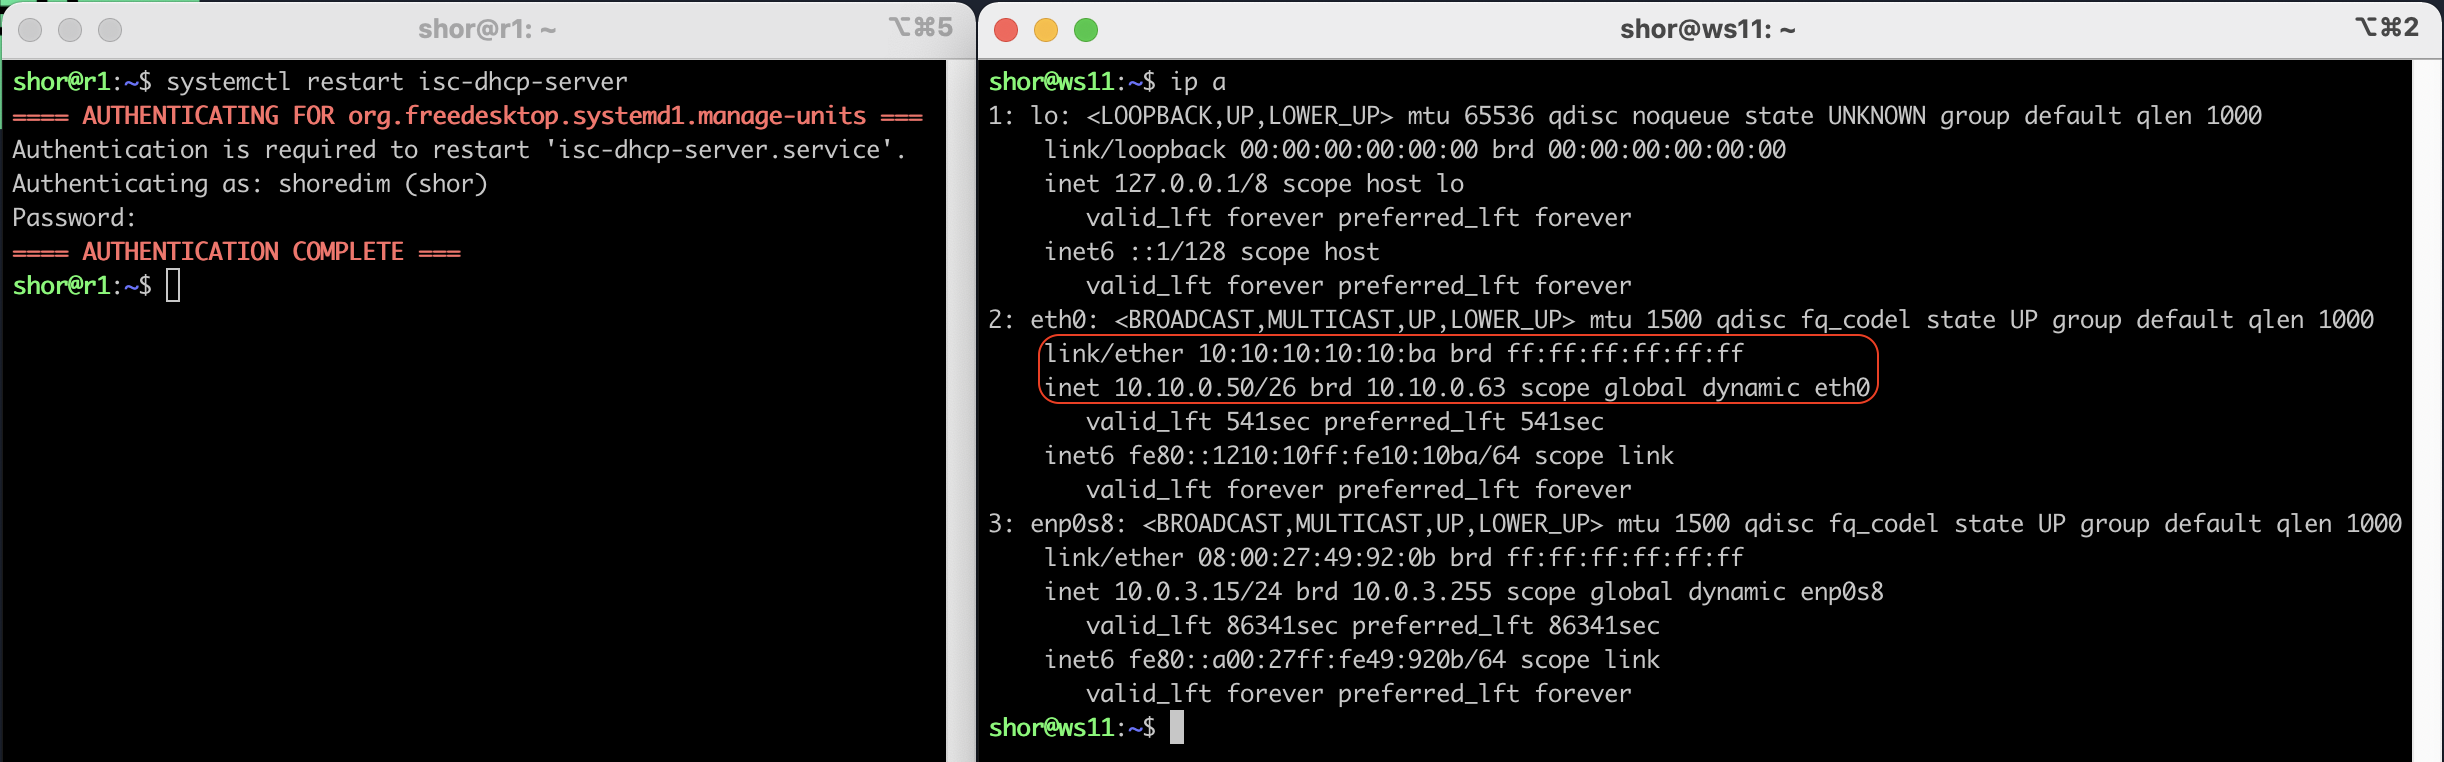 shor@r1: ~
⌥⌘5
shor@r1:~$ systemctl restart isc-dhcp-server
==== AUTHENTICATING FOR org.freedesktop.systemd1.manage-units ===
Authentication is required to restart 'isc-dhcp-server.service'.
Authenticating as: shoredim (shor)
Password:
==== AUTHENTICATION COMPLETE ===
shor@r1:~$
shor@ws11: ~
⌥⌘2
shor@ws11:~$ ip a
1: lo: <LOOPBACK,UP,LOWER_UP> mtu 65536 qdisc noqueue state UNKNOWN group default qlen 1000
link/loopback 00:00:00:00:00:00 brd 00:00:00:00:00:00
inet 127.0.0.1/8 scope host lo
valid_lft forever preferred_lft forever
inet6 ::1/128 scope host
valid_lft forever preferred_lft forever
2: eth0: <BROADCAST,MULTICAST,UP,LOWER_UP> mtu 1500 qdisc fq_codel state UP group default qlen 1000
link/ether 10:10:10:10:10:ba brd ff:ff:ff:ff:ff:ff
inet 10.10.0.50/26 brd 10.10.0.63 scope global dynamic eth0
valid_lft 541sec preferred_lft 541sec
inet6 fe80::1210:10ff:fe10:10ba/64 scope link
valid_lft forever preferred_lft forever
3: enp0s8: <BROADCAST,MULTICAST,UP,LOWER_UP> mtu 1500 qdisc fq_codel state UP group default qlen 1000
link/ether 08:00:27:49:92:0b brd ff:ff:ff:ff:ff:ff
inet 10.0.3.15/24 brd 10.0.3.255 scope global dynamic enp0s8
valid_lft 86341sec preferred_lft 86341sec
inet6 fe80::a00:27ff:fe49:920b/64 scope link
valid_lft forever preferred_lft forever
shor@ws11:~$